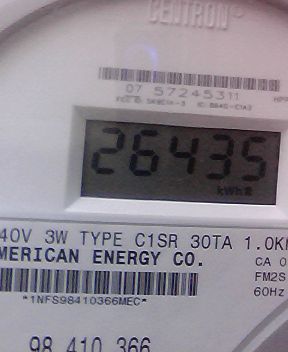 CENTRON
07 57245311
26435
kWh
40V 3W TYPE C1SR 30TA 1.0K
MERICAN ENERGY CO.
CA 0
FM2S
60Hz
*1NFS98410366MEC*
98 410 366